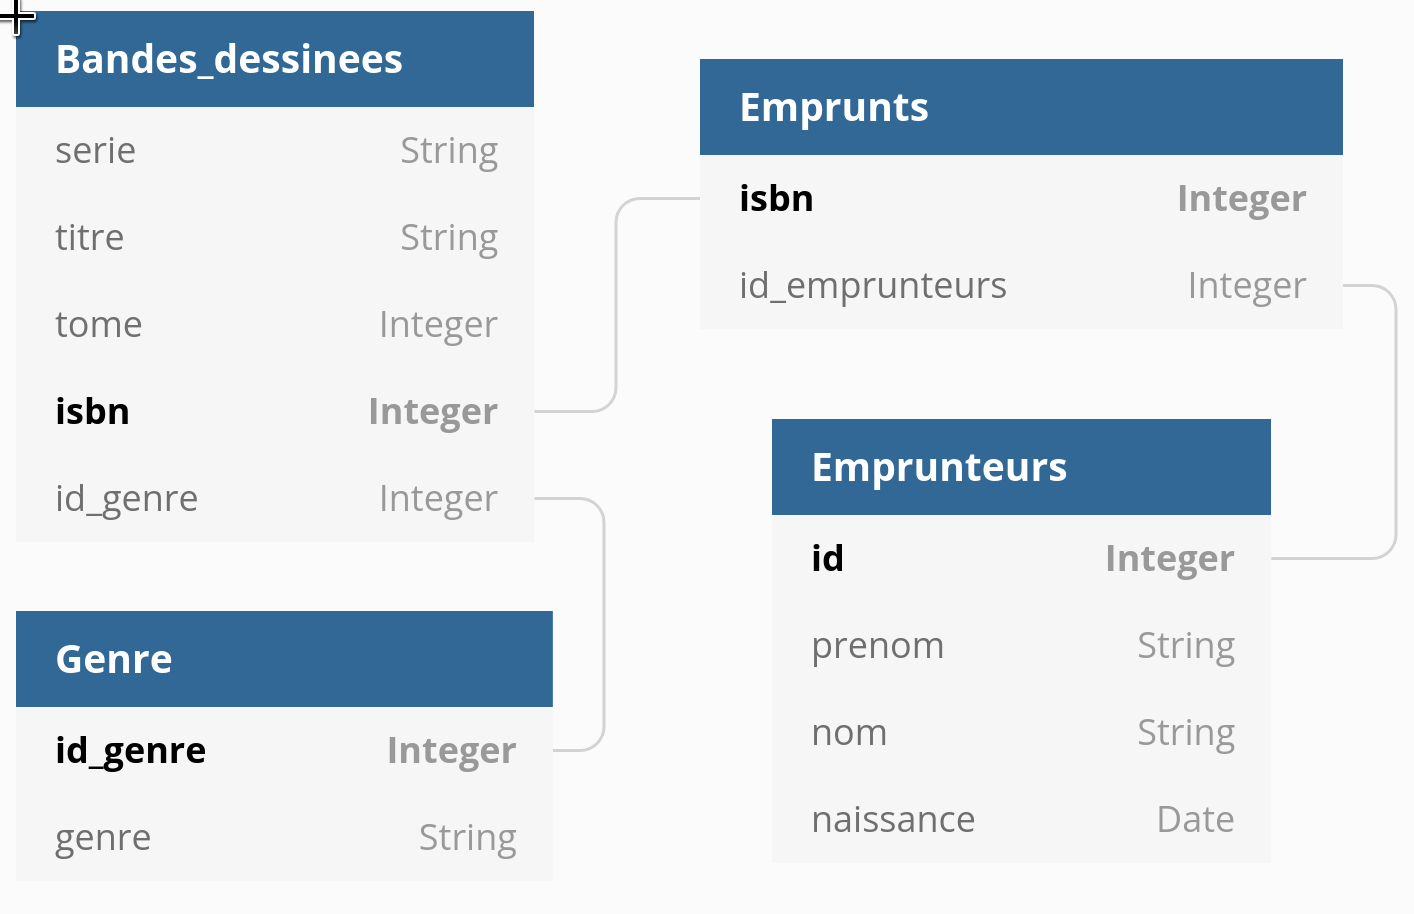 Bandes_dessinees
serie String
titre String
tome Integer
isbn Integer
id_genre Integer
Genre
id_genre Integer
genre String
Emprunts
isbn Integer
id_emprunteurs Integer
Emprunteurs
id Integer
prenom String
nom String
naissance Date